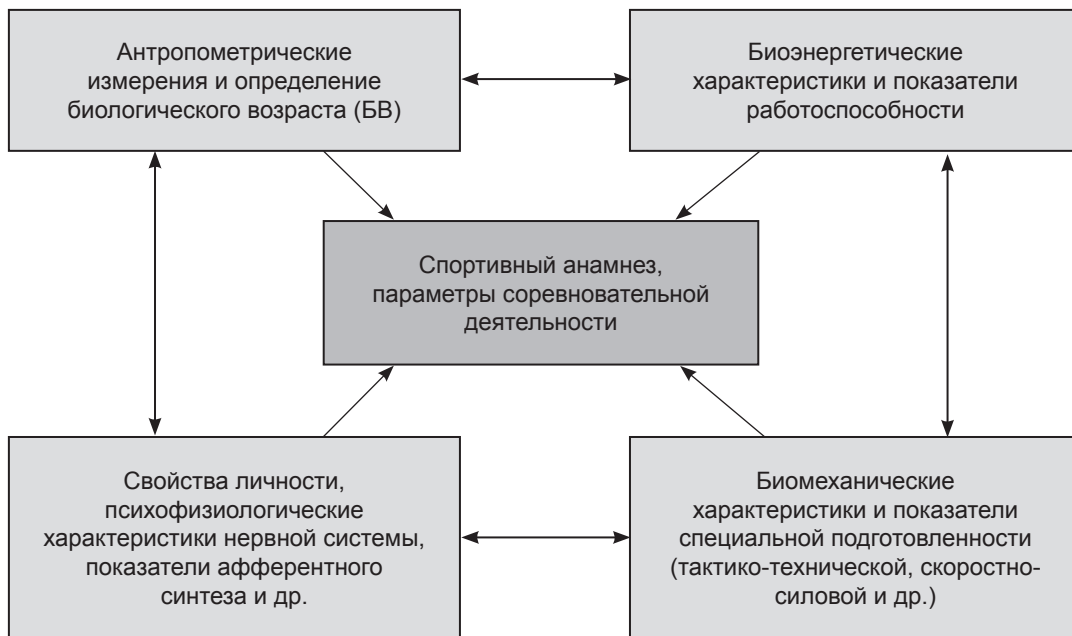 Антропометрические
измерения и определение
биологического возраста (БВ)
Биоэнергетические
характеристики и показатели
работоспособности
Спортивный анамнез,
параметры соревновательной
деятельности
Свойства личности,
психофизиологические
характеристики нервной системы,
показатели афферентного
синтеза и др.
Биомеханические
характеристики и показатели
специальной подготовленности
(тактико-технической, скоростно-
силовой и др.)